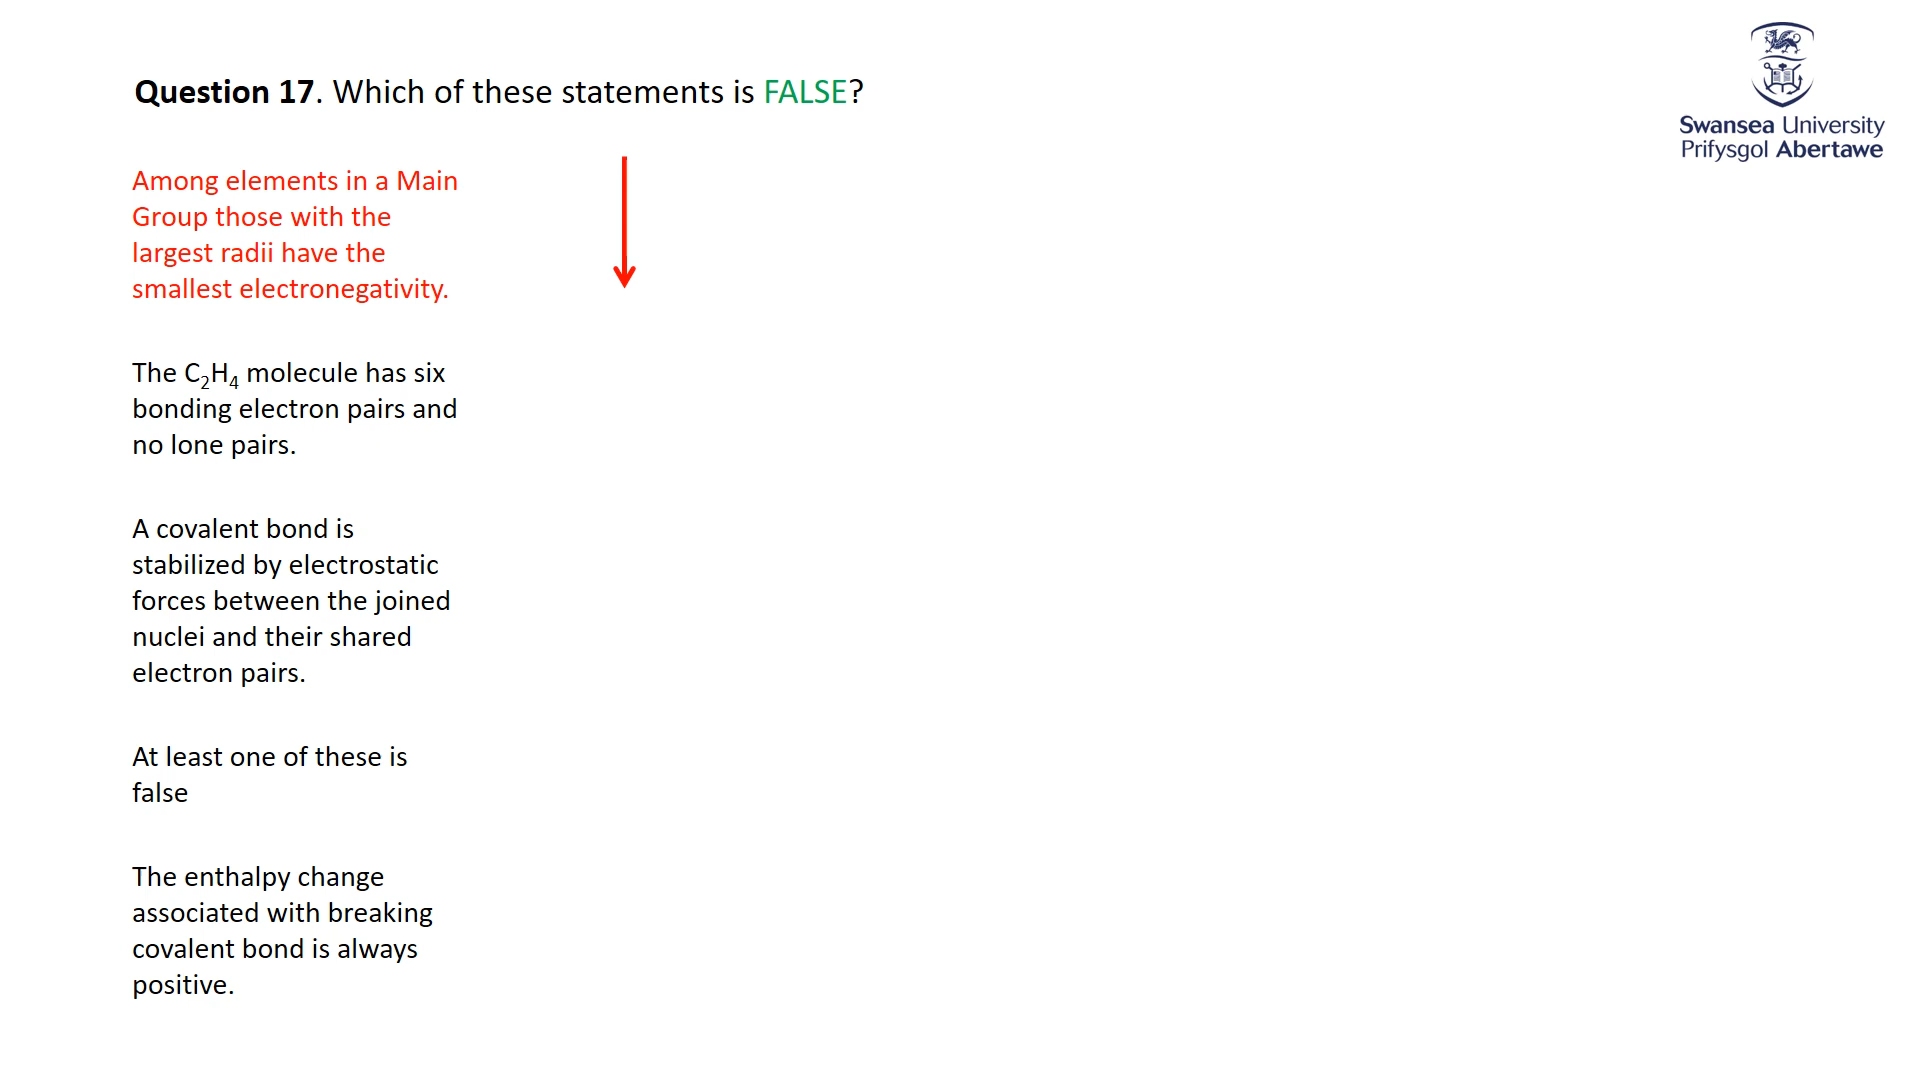 Question 17. Which of these statements is FALSE?
Swansea University
Prifysgol Abertawe
Among elements in a Main
Group those with the
largest radii have the
smallest electronegativity.
The C₂H₄ molecule has six
bonding electron pairs and
no lone pairs.
A covalent bond is
stabilized by electrostatic
forces between the joined
nuclei and their shared
electron pairs.
At least one of these is
false
The enthalpy change
associated with breaking
covalent bond is always
positive.